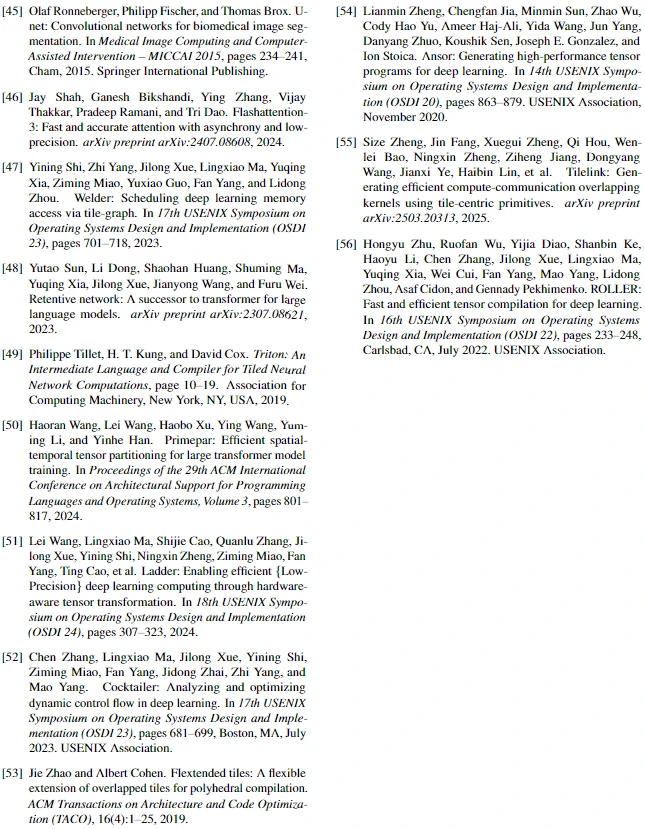 [45] Olaf Ronneberger, Philipp Fischer, and Thomas Brox. U-
net: Convolutional networks for biomedical image seg-
mentation. In Medical Image Computing and Computer-
Assisted Intervention – MICCAI 2015, pages 234–241,
Cham, 2015. Springer International Publishing.
[46] Jay Shah, Ganesh Bikshandi, Ying Zhang, Vijay
Thakkar, Pradeep Ramani, and Tri Dao. Flashattention-
3: Fast and accurate attention with asynchrony and low-
precision. arXiv preprint arXiv:2407.08608, 2024.
[47] Yining Shi, Zhi Yang, Jilong Xue, Lingxiao Ma, Yuqing
Xia, Ziming Miao, Yuxiao Guo, Fan Yang, and Lidong
Zhou. Welder: Scheduling deep learning memory
access via tile-graph. In 17th USENIX Symposium on
Operating Systems Design and Implementation (OSDI
23), pages 701–718, 2023.
[48] Yutao Sun, Li Dong, Shaohan Huang, Shuming Ma,
Yuqing Xia, Jilong Xue, Jianyong Wang, and Furu Wei.
Retentive network: A successor to transformer for large
language models. arXiv preprint arXiv:2307.08621,
2023.
[49] Philippe Tillet, H. T. Kung, and David Cox. Triton: An
Intermediate Language and Compiler for Tiled Neural
Network Computations, page 10–19. Association for
Computing Machinery, New York, NY, USA, 2019.
[50] Haoran Wang, Lei Wang, Haobo Xu, Ying Wang, Yum-
ing Li, and Yinhe Han. Primepar: Efficient spatial-
temporal tensor partitioning for large transformer model
training. In Proceedings of the 29th ACM International
Conference on Architectural Support for Programming
Languages and Operating Systems, Volume 3, pages 801–
817, 2024.
[51] Lei Wang, Lingxiao Ma, Shijie Cao, Quanlu Zhang, Ji-
long Xue, Yining Shi, Ningxin Zheng, Ziming Miao, Fan
Yang, Ting Cao, et al. Ladder: Enabling efficient {Low-
Precision} deep learning computing through hardware-
aware tensor transformation. In 18th USENIX Sympo-
sium on Operating Systems Design and Implementation
(OSDI 24), pages 307–323, 2024.
[52] Chen Zhang, Lingxiao Ma, Jilong Xue, Yining Shi,
Ziming Miao, Fan Yang, Jidong Zhai, Zhi Yang, and
Mao Yang. Cocktailer: Analyzing and optimizing
dynamic control flow in deep learning. In 17th USENIX
Symposium on Operating Systems Design and Imple-
mentation (OSDI 23), pages 681–699, Boston, MA, July
2023. USENIX Association.
[53] Jie Zhao and Albert Cohen. Flextended tiles: A flexible
extension of overlapped tiles for polyhedral compilation.
ACM Transactions on Architecture and Code Optimiza-
tion (TACO), 16(4):1–25, 2019.
[54] Lianmin Zheng, Chengfan Jia, Minmin Sun, Zhao Wu,
Cody Hao Yu, Ameer Haj-Ali, Yida Wang, Jun Yang,
Danyang Zhuo, Koushik Sen, Joseph E. Gonzalez, and
Ion Stoica. Ansor: Generating high-performance tensor
programs for deep learning. In 14th USENIX Sympo-
sium on Operating Systems Design and Implementa-
tion (OSDI 20), pages 863–879. USENIX Association,
November 2020.
[55] Size Zheng, Jin Fang, Xuegui Zheng, Qi Hou, Wen-
lei Bao, Ningxin Zheng, Ziheng Jiang, Dongyang
Wang, Jianxi Ye, Haibin Lin, et al. Tilelink: Gen-
erating efficient compute-communication overlapping
kernels using tile-centric primitives. arXiv preprint
arXiv:2503.20313, 2025.
[56] Hongyu Zhu, Ruofan Wu, Yijia Diao, Shanbin Ke,
Haoyu Li, Chen Zhang, Jilong Xue, Lingxiao Ma,
Yuqing Xia, Wei Cui, Fan Yang, Mao Yang, Lidong
Zhou, Asaf Cidon, and Gennady Pekhimenko. ROLLER:
Fast and efficient tensor compilation for deep learning.
In 16th USENIX Symposium on Operating Systems
Design and Implementation (OSDI 22), pages 233–248,
Carlsbad, CA, July 2022. USENIX Association.